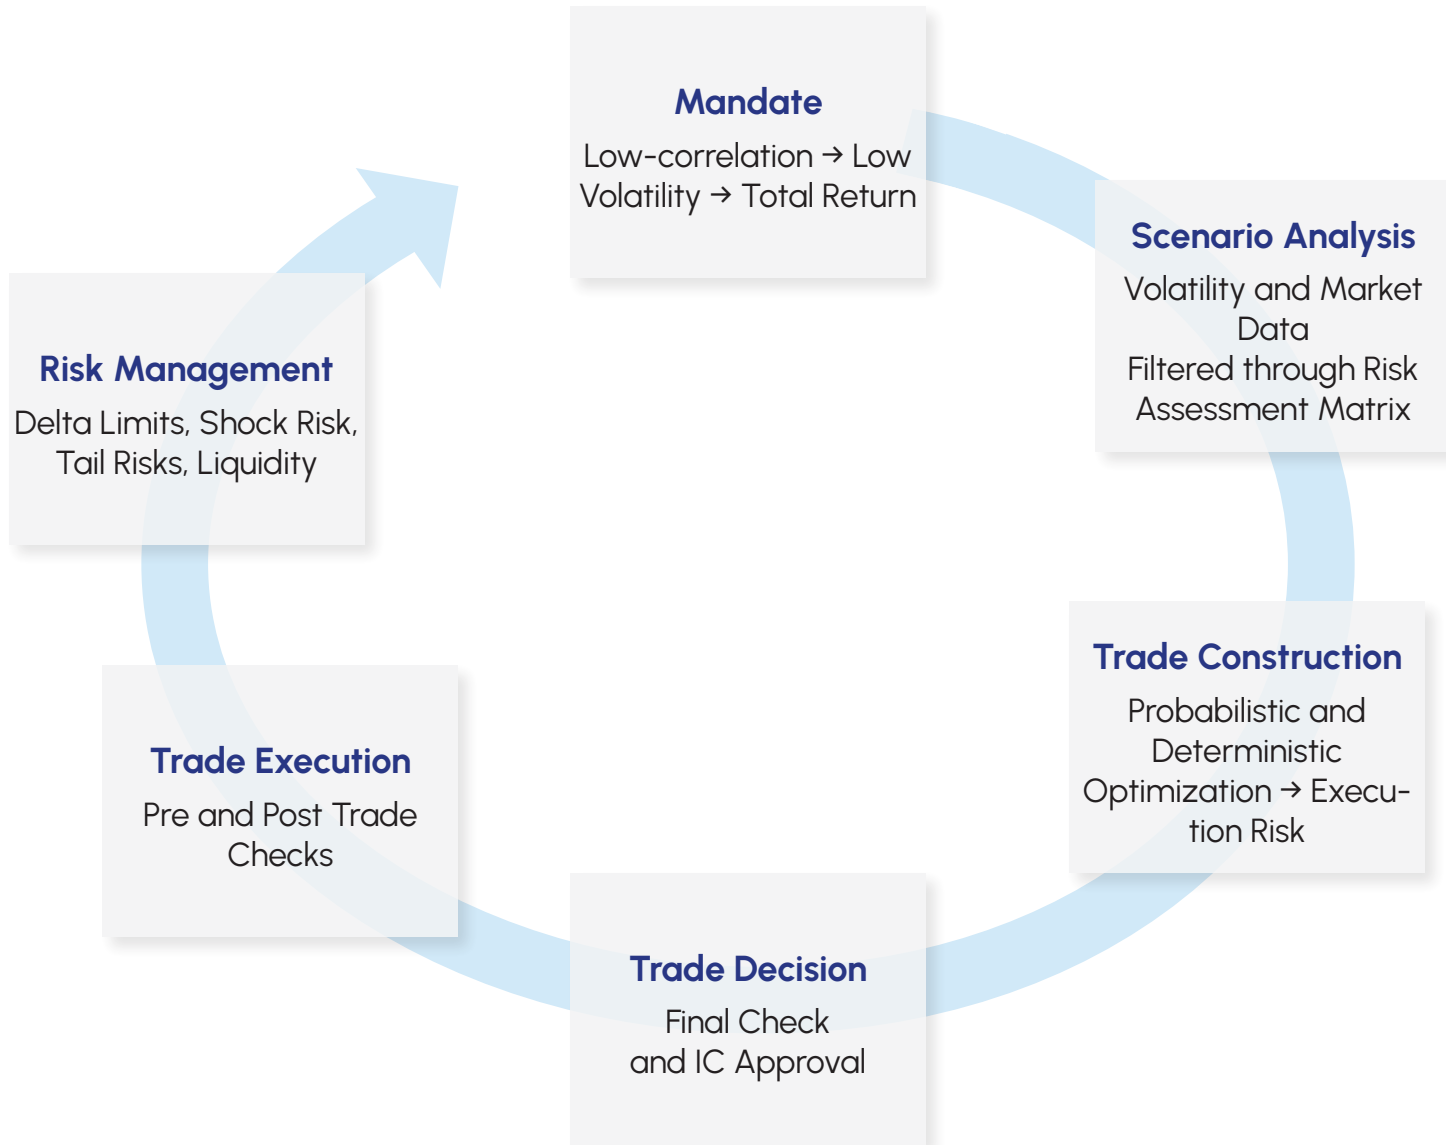 Mandate
Low-correlation → Low
Volatility → Total Return
Scenario Analysis
Volatility and Market
Data
Filtered through Risk
Assessment Matrix
Trade Construction
Probabilistic and
Deterministic
Optimization → Execu-
tion Risk
Trade Decision
Final Check
and IC Approval
Trade Execution
Pre and Post Trade
Checks
Risk Management
Delta Limits, Shock Risk,
Tail Risks, Liquidity